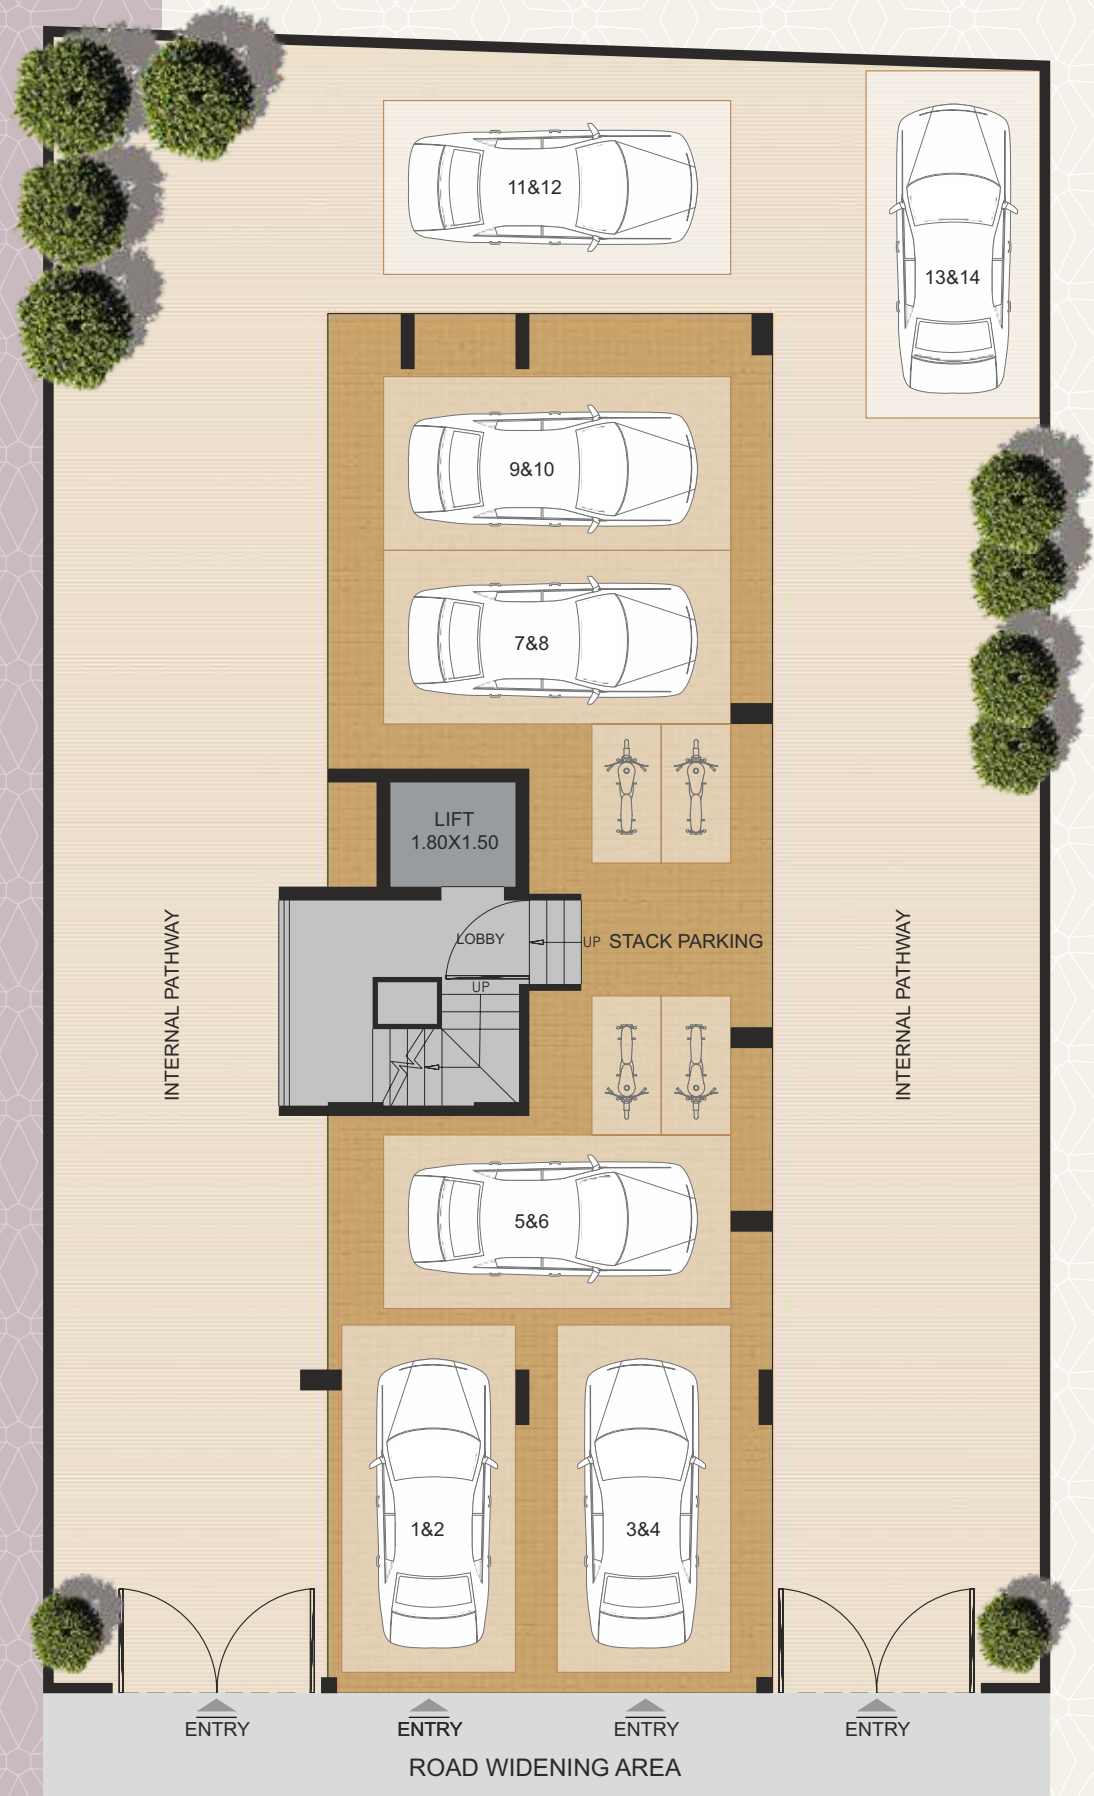 11&12
13&14
9&10
7&8
LIFT
1.80X1.50
LOBBY
UP
STACK PARKING
UP
INTERNAL PATHWAY
INTERNAL PATHWAY
5&6
1&2
3&4
ENTRY
ENTRY
ENTRY
ENTRY
ROAD WIDENING AREA